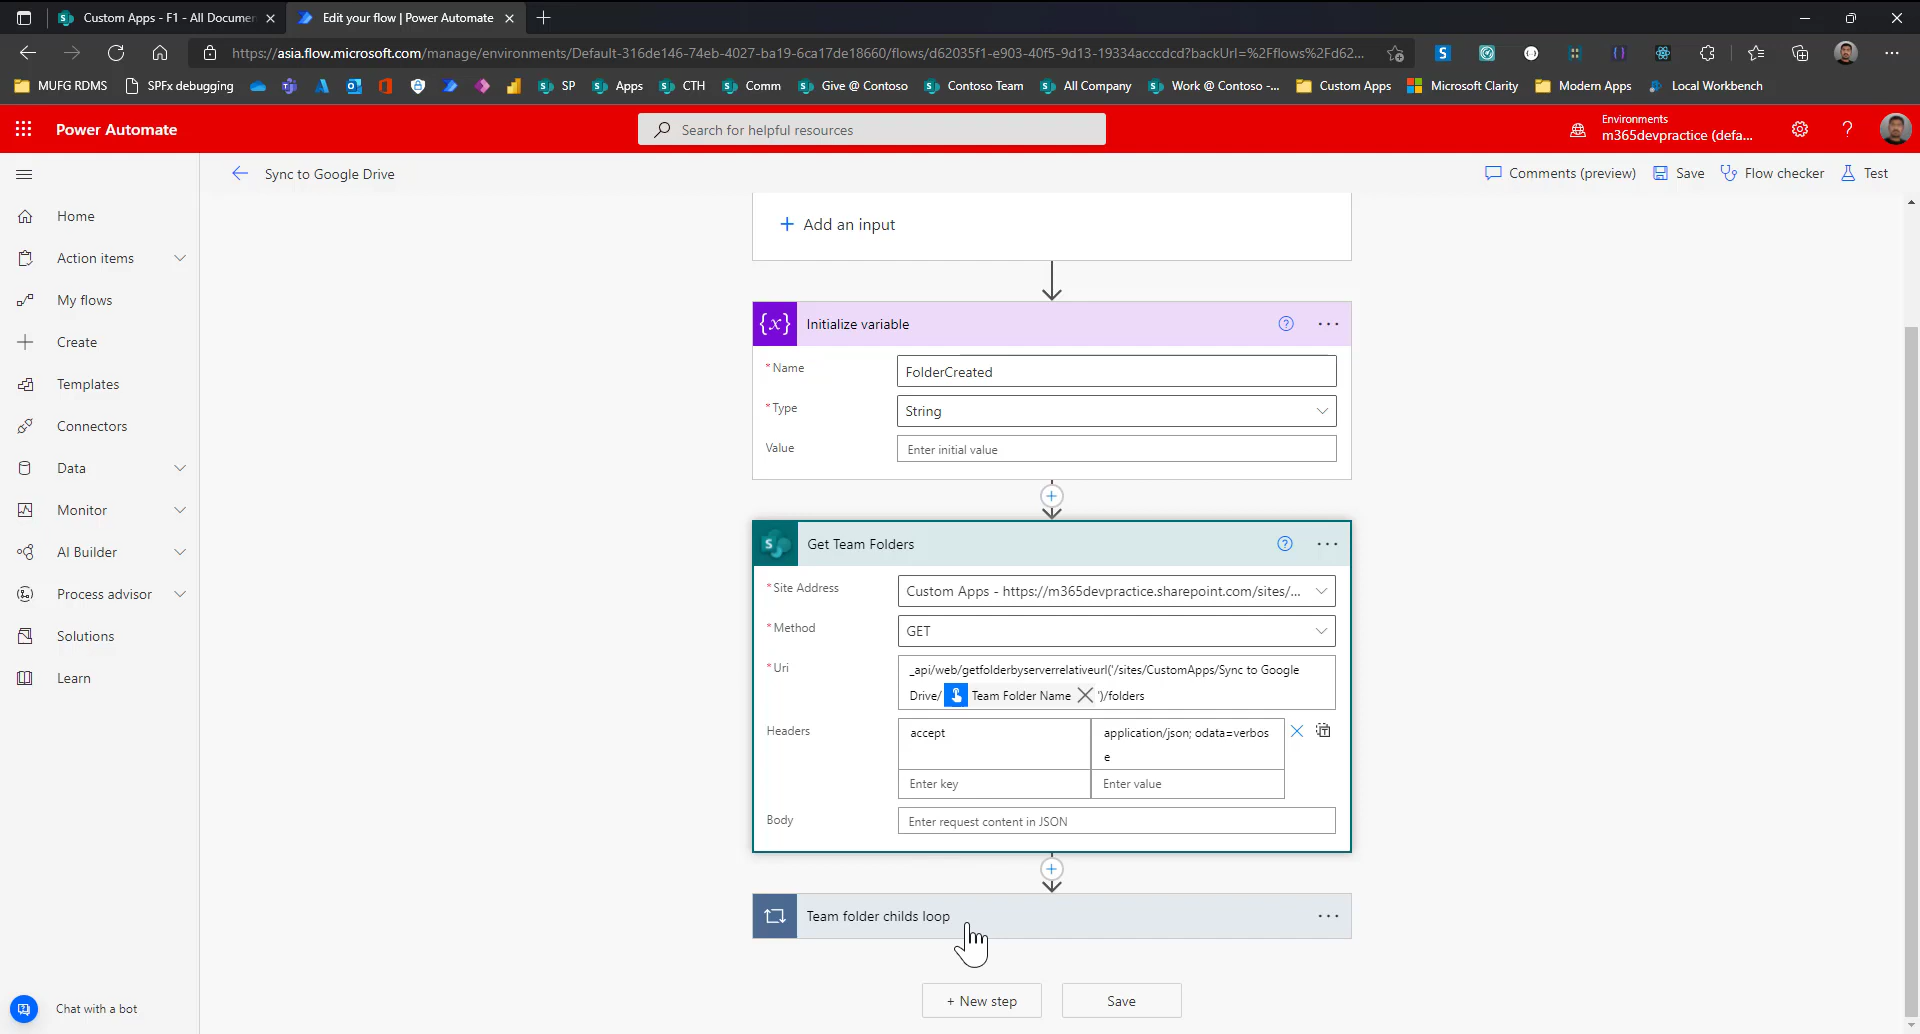 Custom Apps - F1 - All Documen
Edit your flow | Power Automate
https://asia.flow.microsoft.com/manage/environments/Default-316de146-74eb-4027-ba19-6ca17de18660/flows/d62035f1-e903-40f5-9d13-19334acccdcd?backUrl=%2Fflows%2Fd62...
MUFG RDMS
SPFx debugging
SP
Apps
CTH
Comm
Give @ Contoso
Contoso Team
All Company
Work @ Contoso -...
Custom Apps
Microsoft Clarity
Modern Apps
Local Workbench
Power Automate
Search for helpful resources
Environments
m365devpractice (defa...
Sync to Google Drive
Comments (preview)
Save
Flow checker
Test
Home
Action items
My flows
Create
Templates
Connectors
Data
Monitor
AI Builder
Process advisor
Solutions
Learn
Chat with a bot
+ Add an input
{x} Initialize variable
* Name
FolderCreated
* Type
String
Value
Enter initial value
Get Team Folders
* Site Address
Custom Apps - https://m365devpractice.sharepoint.com/sites/...
* Method
GET
* Uri
_api/web/getfolderbyserverrelativeurl('/sites/CustomApps/Sync to Google
Drive/ Team Folder Name ')/folders
Headers
accept
application/json; odata=verbos
e
Enter key
Enter value
Body
Enter request content in JSON
Team folder childs loop
+ New step
Save